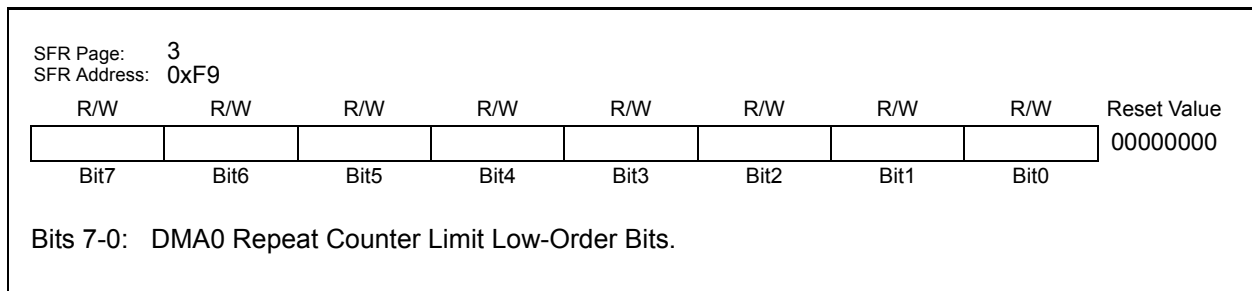 SFR Page: 3
SFR Address: 0xF9
R/W R/W R/W R/W R/W R/W R/W R/W Reset Value
00000000
Bit7 Bit6 Bit5 Bit4 Bit3 Bit2 Bit1 Bit0
Bits 7-0: DMA0 Repeat Counter Limit Low-Order Bits.